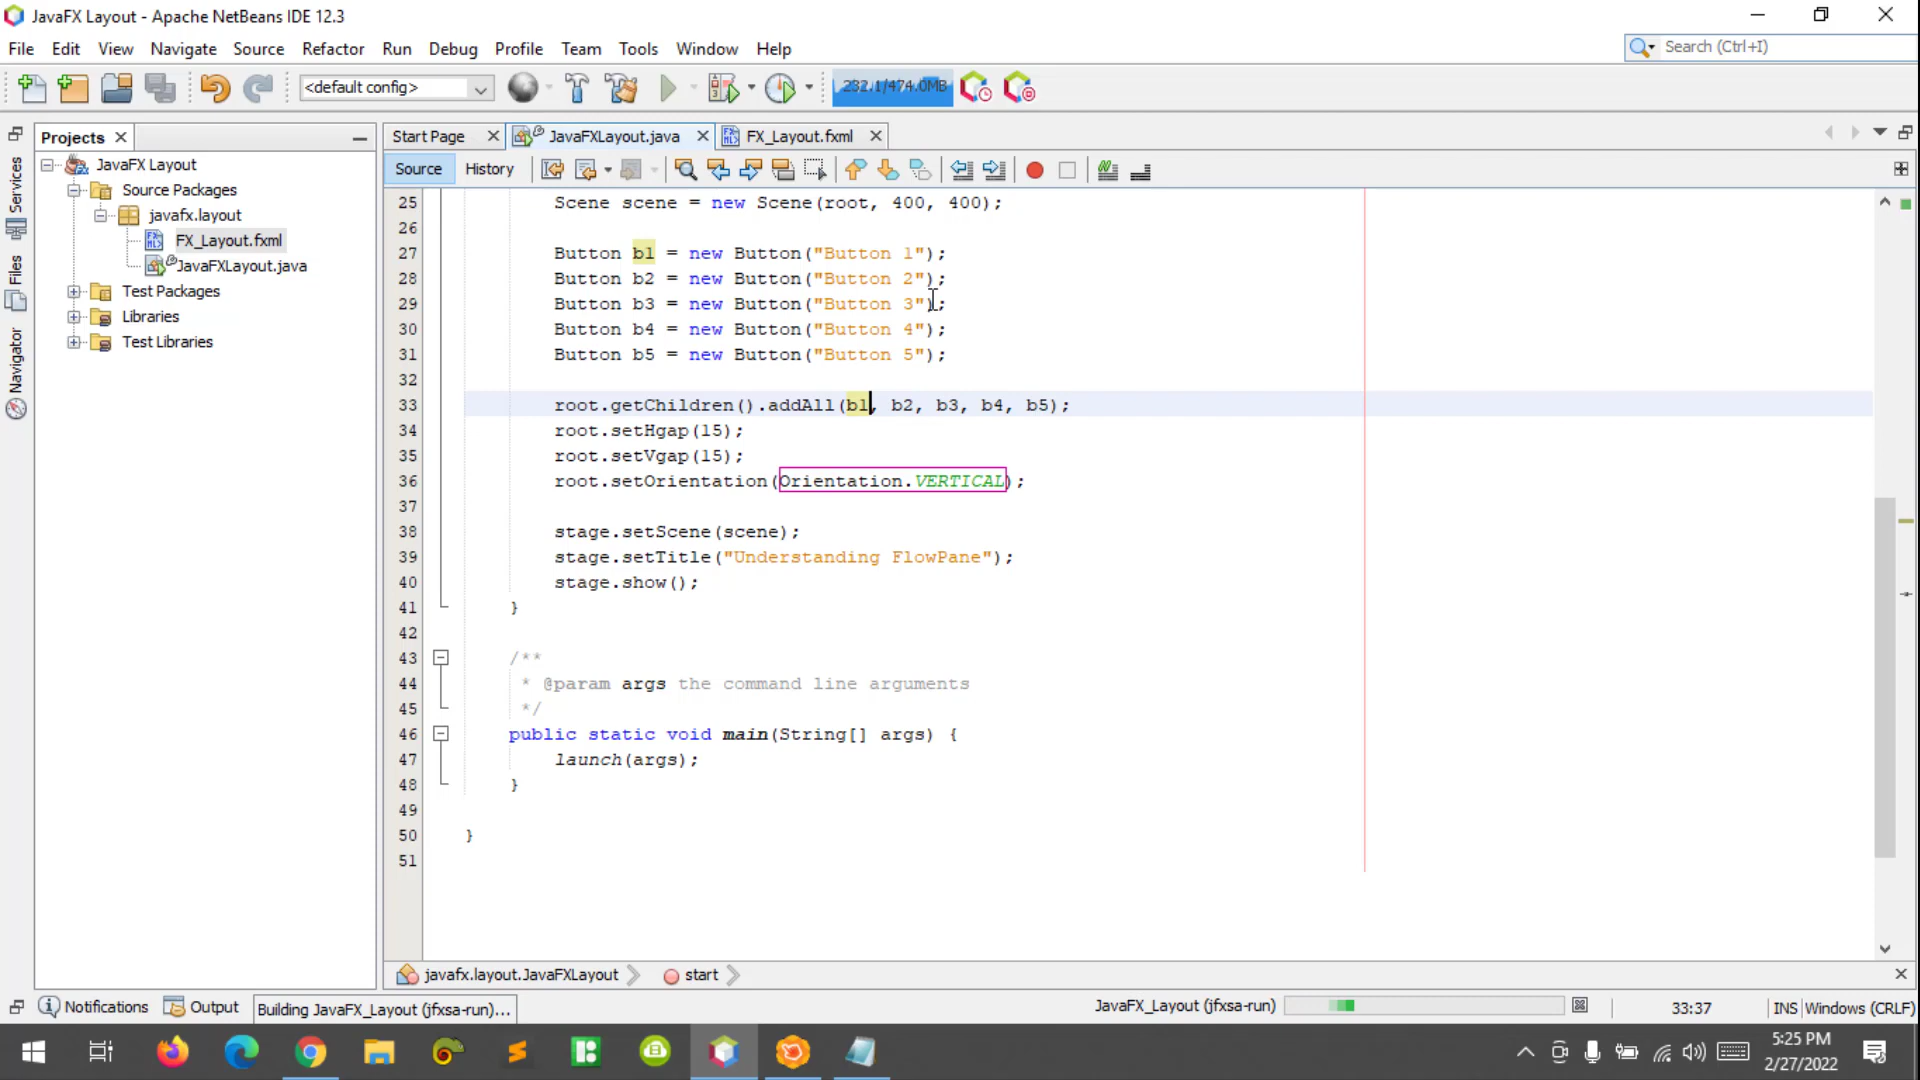 JavaFX Layout - Apache NetBeans IDE 12.3
File Edit View Navigate Source Refactor Run Debug Profile Team Tools Window Help
Search (Ctrl+I)
<default config>
232.1/474.0MB
Projects
Start Page
JavaFXLayout.java
FX_Layout.fxml
Source History
Services
Files
Navigator
JavaFX Layout
Source Packages
javafx.layout
FX_Layout.fxml
JavaFXLayout.java
Test Packages
Libraries
Test Libraries
25 Scene scene = new Scene(root, 400, 400);
26
27 Button b1 = new Button("Button 1");
28 Button b2 = new Button("Button 2");
29 Button b3 = new Button("Button 3");
30 Button b4 = new Button("Button 4");
31 Button b5 = new Button("Button 5");
32
33 root.getChildren().addAll(b1, b2, b3, b4, b5);
34 root.setHgap(15);
35 root.setVgap(15);
36 root.setOrientation(Orientation.VERTICAL);
37
38 stage.setScene(scene);
39 stage.setTitle("Understanding FlowPane");
40 stage.show();
41 }
42
43 /**
44 * @param args the command line arguments
45 */
46 public static void main(String[] args) {
47 launch(args);
48 }
49
50 }
51
javafx.layout.JavaFXLayout start
Notifications Output Building JavaFX_Layout (jfxsa-run)... JavaFX_Layout (jfxsa-run) 33:37 INS Windows (CRLF)
5:25 PM
2/27/2022